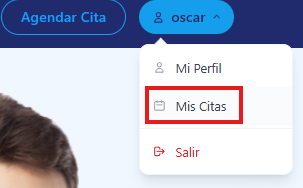 Agendar Cita
oscar
Mi Perfil
Mis Citas
Salir